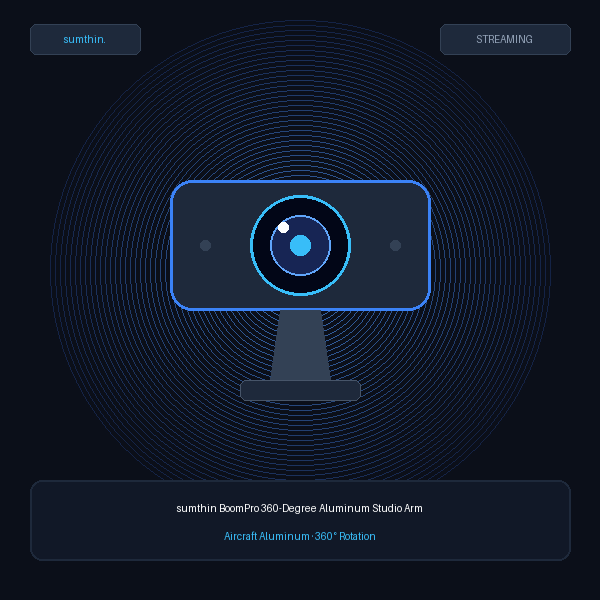 sumthin.
STREAMING
sumthin BoomPro 360-Degree Aluminum Studio Arm
Aircraft Aluminum · 360° Rotation